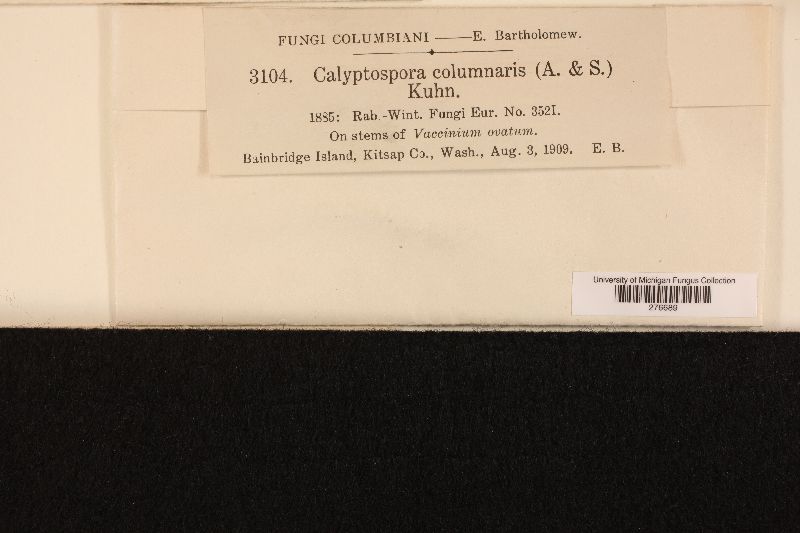 FUNGI COLUMBIANI — E. Bartholomew.
3104. Calyptospora columnaris (A. & S.)
Kuhn.
1885: Rab.-Wint. Fungi Eur. No. 3521.
On stems of Vaccinium ovatum.
Bainbridge Island, Kitsap Co., Wash., Aug. 3, 1909. E. B.
University of Michigan Fungus Collection
276689